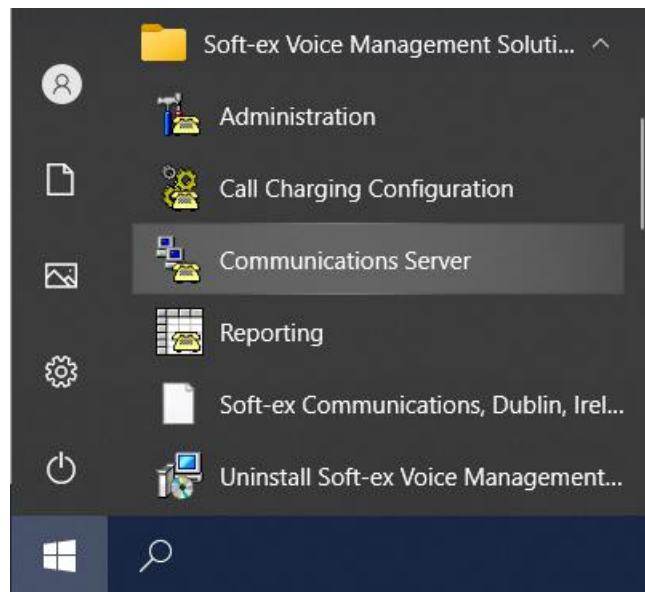 Soft-ex Voice Management Soluti...
Administration
Call Charging Configuration
Communications Server
Reporting
Soft-ex Communications, Dublin, Irel...
Uninstall Soft-ex Voice Management...